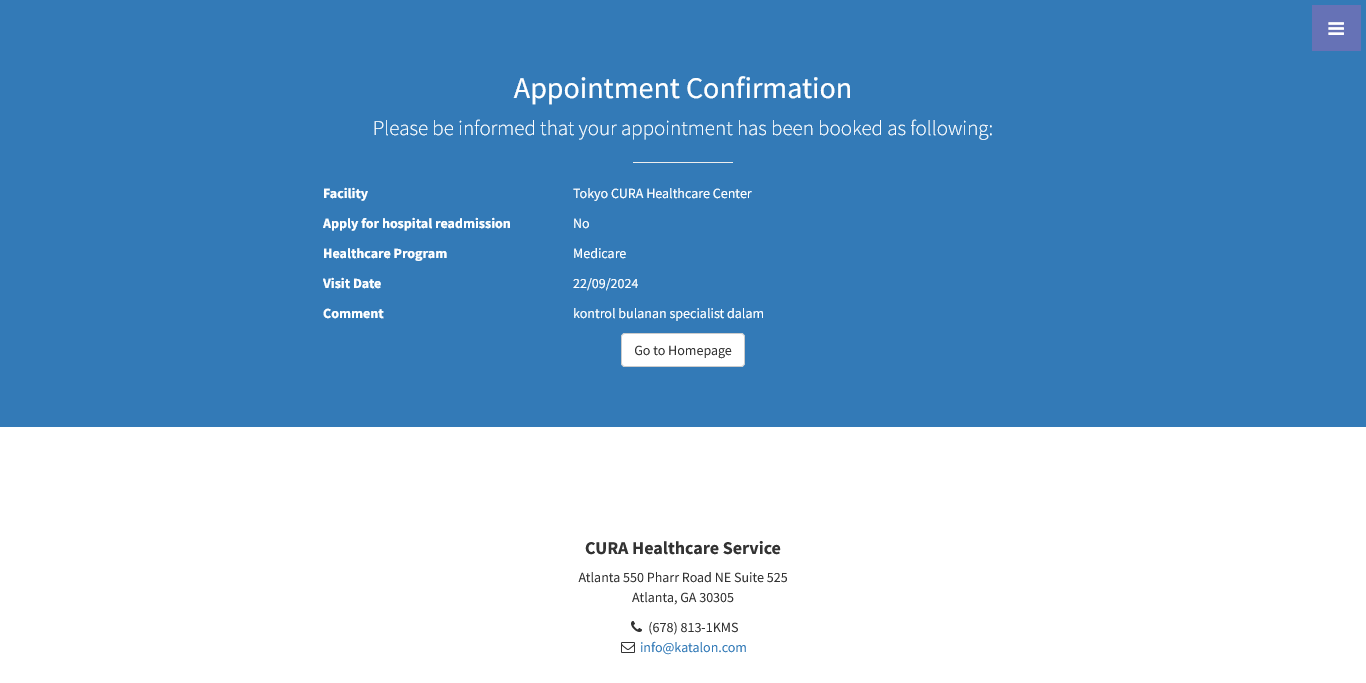 Appointment Confirmation
Please be informed that your appointment has been booked as following:
Facility Tokyo CURA Healthcare Center
Apply for hospital readmission No
Healthcare Program Medicare
Visit Date 22/09/2024
Comment kontrol bulanan specialist dalam
Go to Homepage
CURA Healthcare Service
Atlanta 550 Pharr Road NE Suite 525
Atlanta, GA 30305
(678) 813-1KMS
info@katalon.com